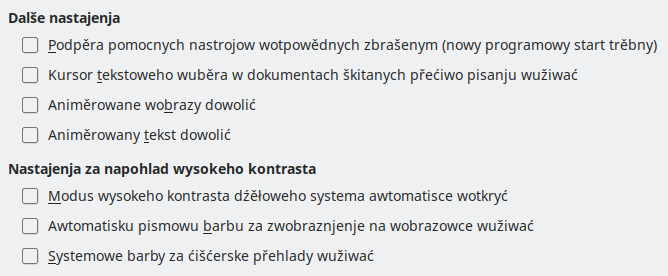 Dalše nastajenja
Podpěra pomocnych nastrojow wotpowědnych zbrašenym (nowy programowy start trěbny)
Kursor tekstoweho wuběra w dokumentach škitanych přećiwo pisanju wužiwać
Animěrowane wobrazy dowolić
Animěrowany tekst dowolić
Nastajenja za napohlad wysokeho kontrasta
Modus wysokeho kontrasta dźěłoweho systema awtomatisce wotkryć
Awtomatisku pismowu barbu za zwobraznjenje na wobrazowce wužiwać
Systemowe barby za ćišćerske přehlady wužiwać